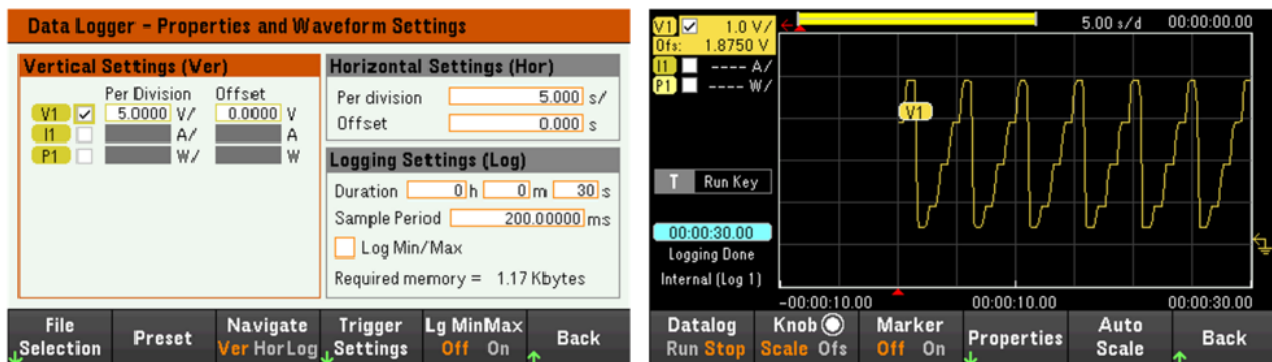 Data Logger – Properties and Waveform Settings
Vertical Settings (Ver)
Per Division Offset
V1 5.0000 V/ 0.0000 V
I1 A/ A
P1 W/ W
Horizontal Settings (Hor)
Per division 5.000 s/
Offset 0.000 s
Logging Settings (Log)
Duration 0 h 0 m 30 s
Sample Period 200.00000 ms
Log Min/Max
Required memory = 1.17 Kbytes
File Selection
Preset
Navigate
Ver Hor Log
Trigger Settings
Lg MinMax
Off On
Back
V1 1.0 V/
Ofs: 1.8750 V
I1 ---- A/
P1 ---- W/
5.00 s/d 00:00:00.00
V1
T Run Key
00:00:30.00
Logging Done
Internal (Log 1)
-00:00:10.00 00:00:10.00 00:00:30.00
Datalog
Run Stop
Knob
Scale Ofs
Marker
Off On
Properties
Auto Scale
Back